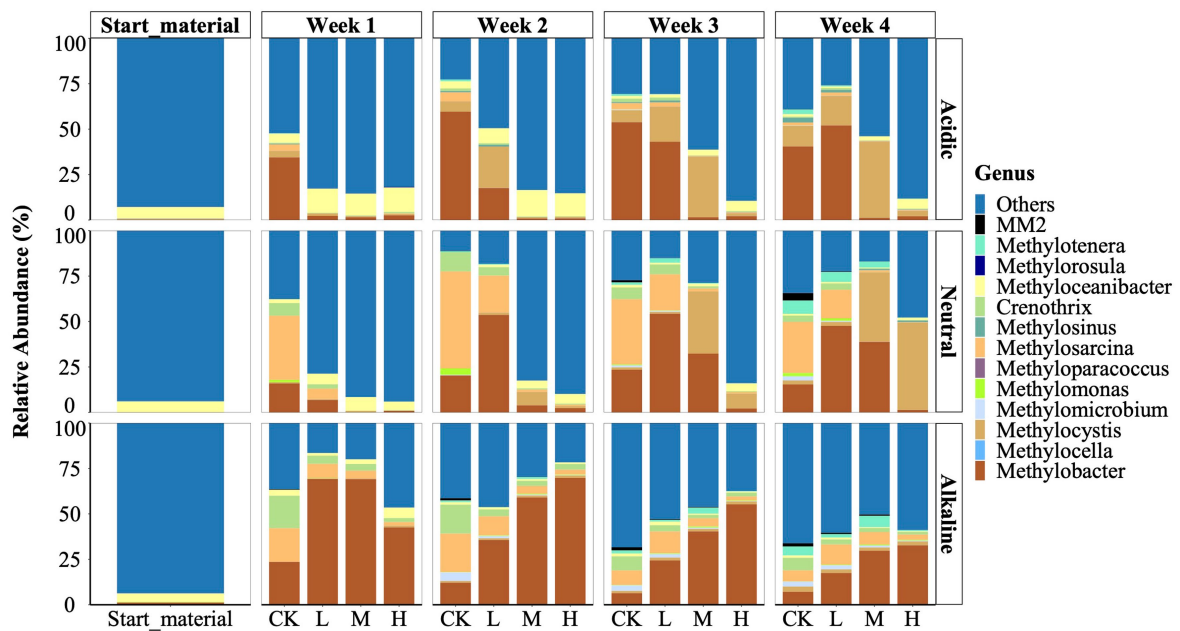 Start_material Week 1 Week 2 Week 3 Week 4
Relative Abundance (%)
100
75
50
25
0
Acidic
100
75
50
25
0
Neutral
100
75
50
25
0
Alkaline
Start_material CK L M H CK L M H CK L M H CK L M H
Genus
Others
MM2
Methylotenera
Methylorosula
Methyloceanibacter
Crenothrix
Methylosinus
Methylosarcina
Methyloparacoccus
Methylomonas
Methylomicrobium
Methylocystis
Methylocella
Methylobacter